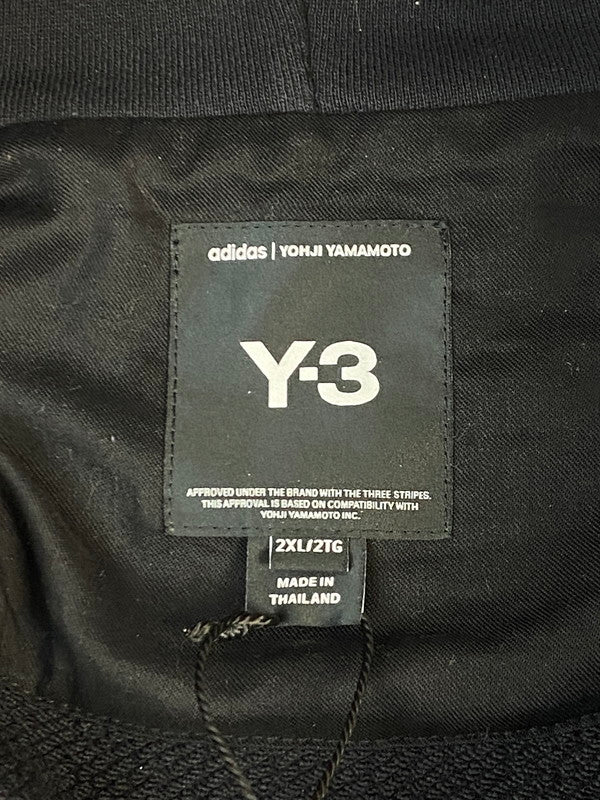 adidas | YOHJI YAMAMOTO
Y-3
APPROVED UNDER THE BRAND WITH THE THREE STRIPES.
THIS APPROVAL IS BASED ON COMPATIBILITY WITH
YOHJI YAMAMOTO INC.
2XL/2TG
MADE IN
THAILAND